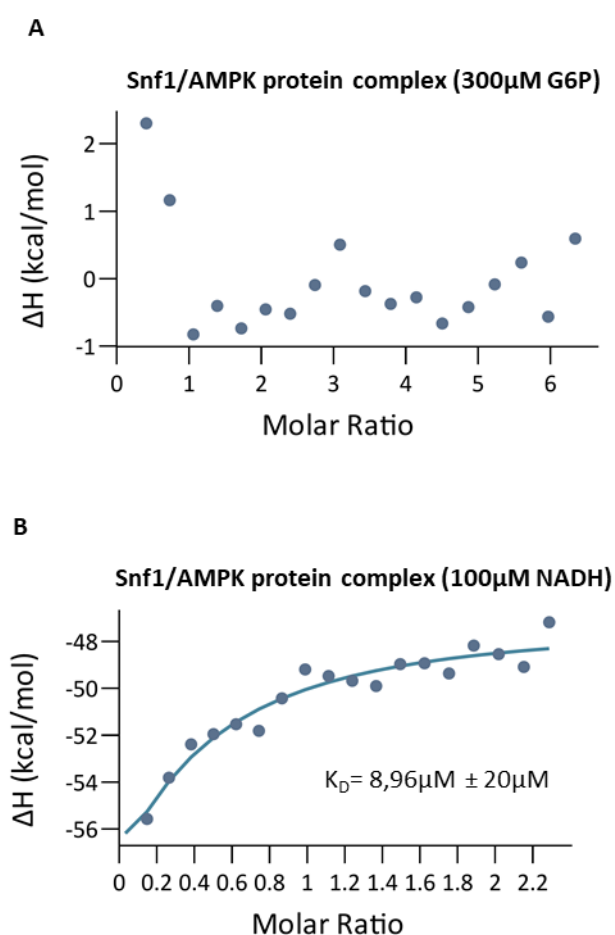 A
Snf1/AMPK protein complex (300µM G6P)
2
1
0
-1
ΔH (kcal/mol)
0 1 2 3 4 5 6
Molar Ratio
B
Snf1/AMPK protein complex (100µM NADH)
-48
-50
-52
-54
-56
ΔH (kcal/mol)
K_D= 8,96µM ± 20µM
0 0.2 0.4 0.6 0.8 1 1.2 1.4 1.6 1.8 2 2.2
Molar Ratio